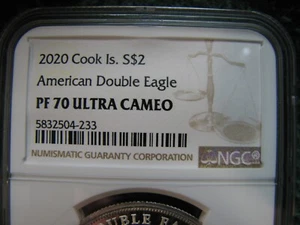 2020 Cook Is. S$2
American Double Eagle
PF 70 ULTRA CAMEO
5832504-233
NUMISMATIC GUARANTY CORPORATION
NGC®
DOUBLE EA